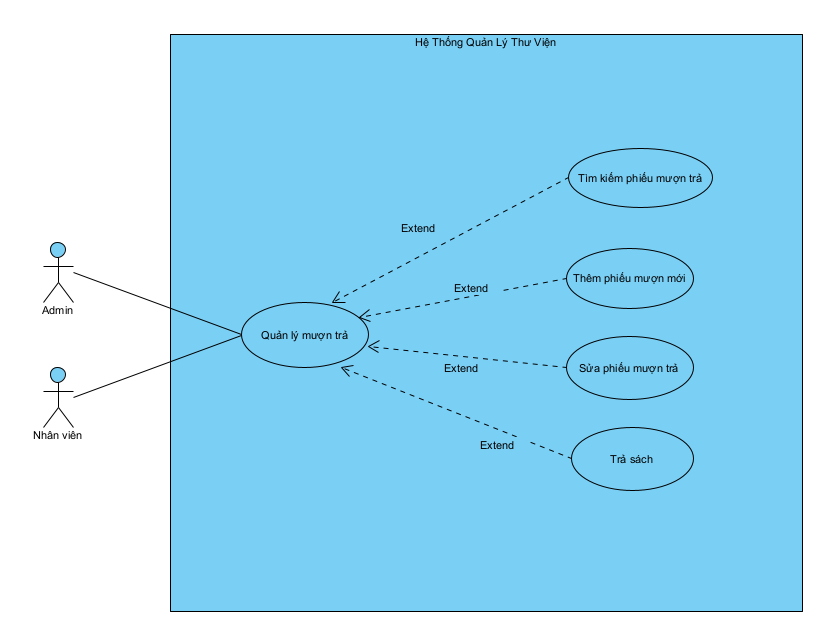 Hệ Thống Quản Lý Thư Viện
Tìm kiếm phiếu mượn trả
Extend
Thêm phiếu mượn mới
Extend
Admin
Quản lý mượn trả
Sửa phiếu mượn trả
Extend
Nhân viên
Extend
Trả sách